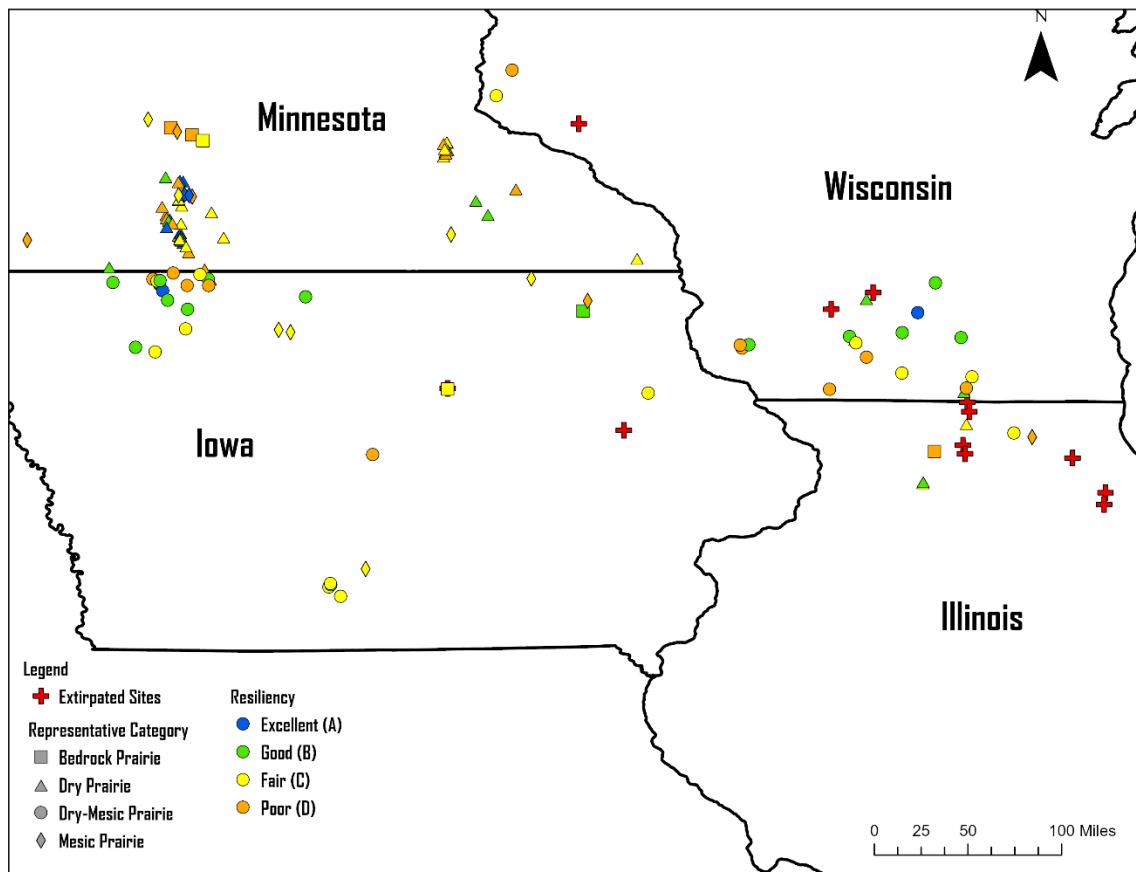 N
Minnesota
Wisconsin
Iowa
Illinois
Legend
Extirpated Sites
Representative Category
Bedrock Prairie
Dry Prairie
Dry-Mesic Prairie
Mesic Prairie
Resiliency
Excellent (A)
Good (B)
Fair (C)
Poor (D)
0 25 50 100 Miles